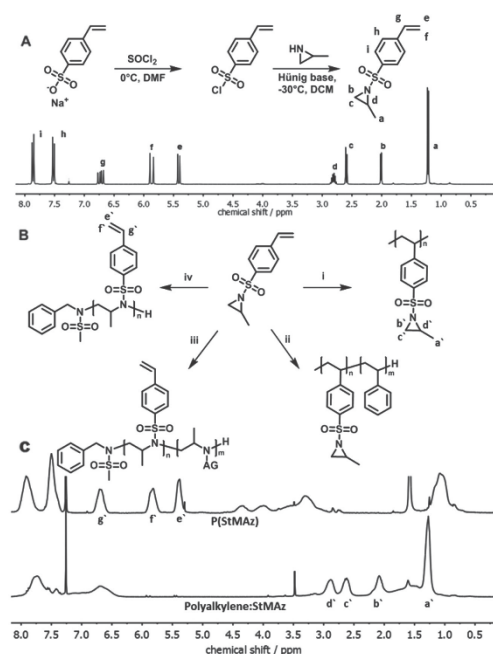 A
SOCl2
0°C, DMF
HN
Hünig base,
-30°C, DCM
O=S=O
O-
Na+
O=S=O
Cl
g
e
f
h
i
O=S=O
b
N
d
c
a
i
h
g
f
e
d
c
b
a
8.0 7.5 7.0 6.5 6.0 5.5 5.0 4.5 4.0 3.5 3.0 2.5 2.0 1.5 1.0 0.5
chemical shift / ppm
B
e`
f`
g`
O=S=O
N
n
H
O=S=O
iv
O=S=O
N
i
n
O=S=O
b`
N
d`
c`
a`
iii
ii
O=S=O
N
n
N
m
H
O=S=O
AG
n
m
H
O=S=O
N
C
g`
f`
e`
P(StMAz)
Polyalkylene:StMAz
d`
c`
b`
a`
8.0 7.5 7.0 6.5 6.0 5.5 5.0 4.5 4.0 3.5 3.0 2.5 2.0 1.5 1.0 0.5
chemical shift / ppm